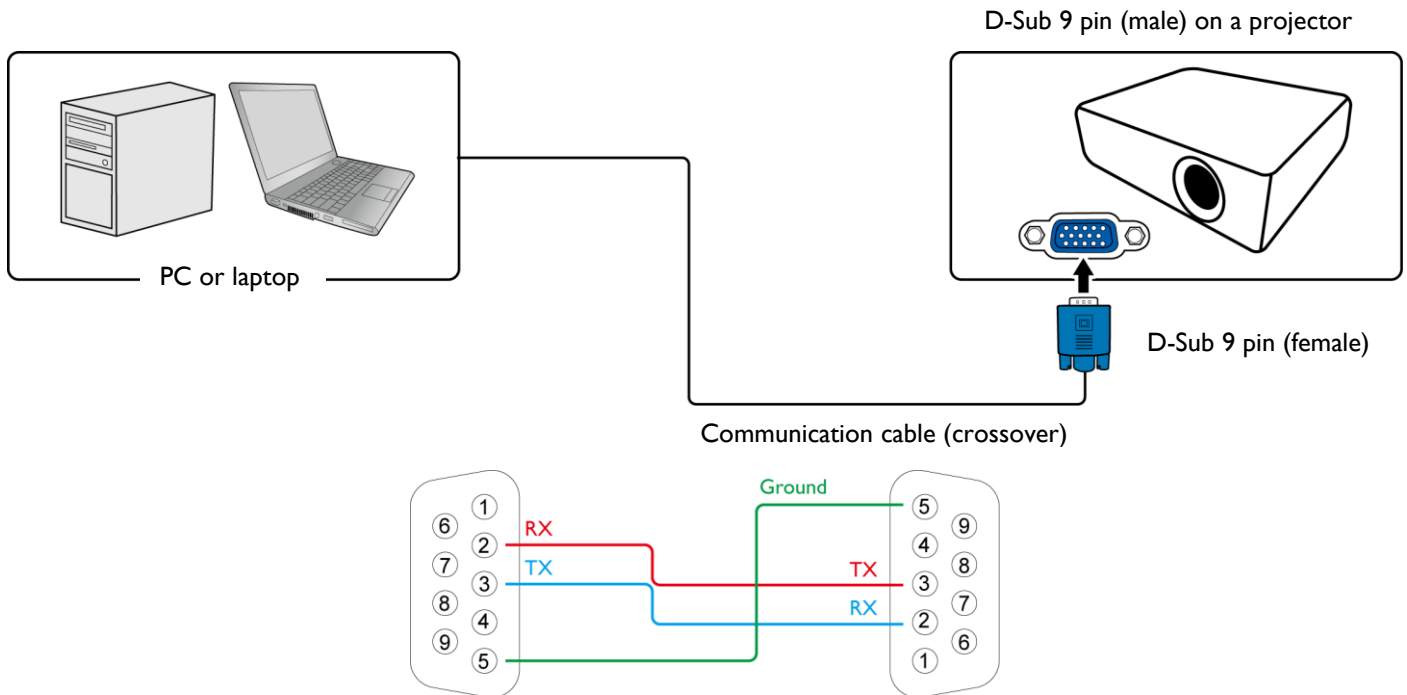 D-Sub 9 pin (male) on a projector
PC or laptop
D-Sub 9 pin (female)
Communication cable (crossover)
Ground
1
6
RX
2
7
TX
3
8
4
9
5
5
9
4
8
TX
3
7
RX
2
6
1